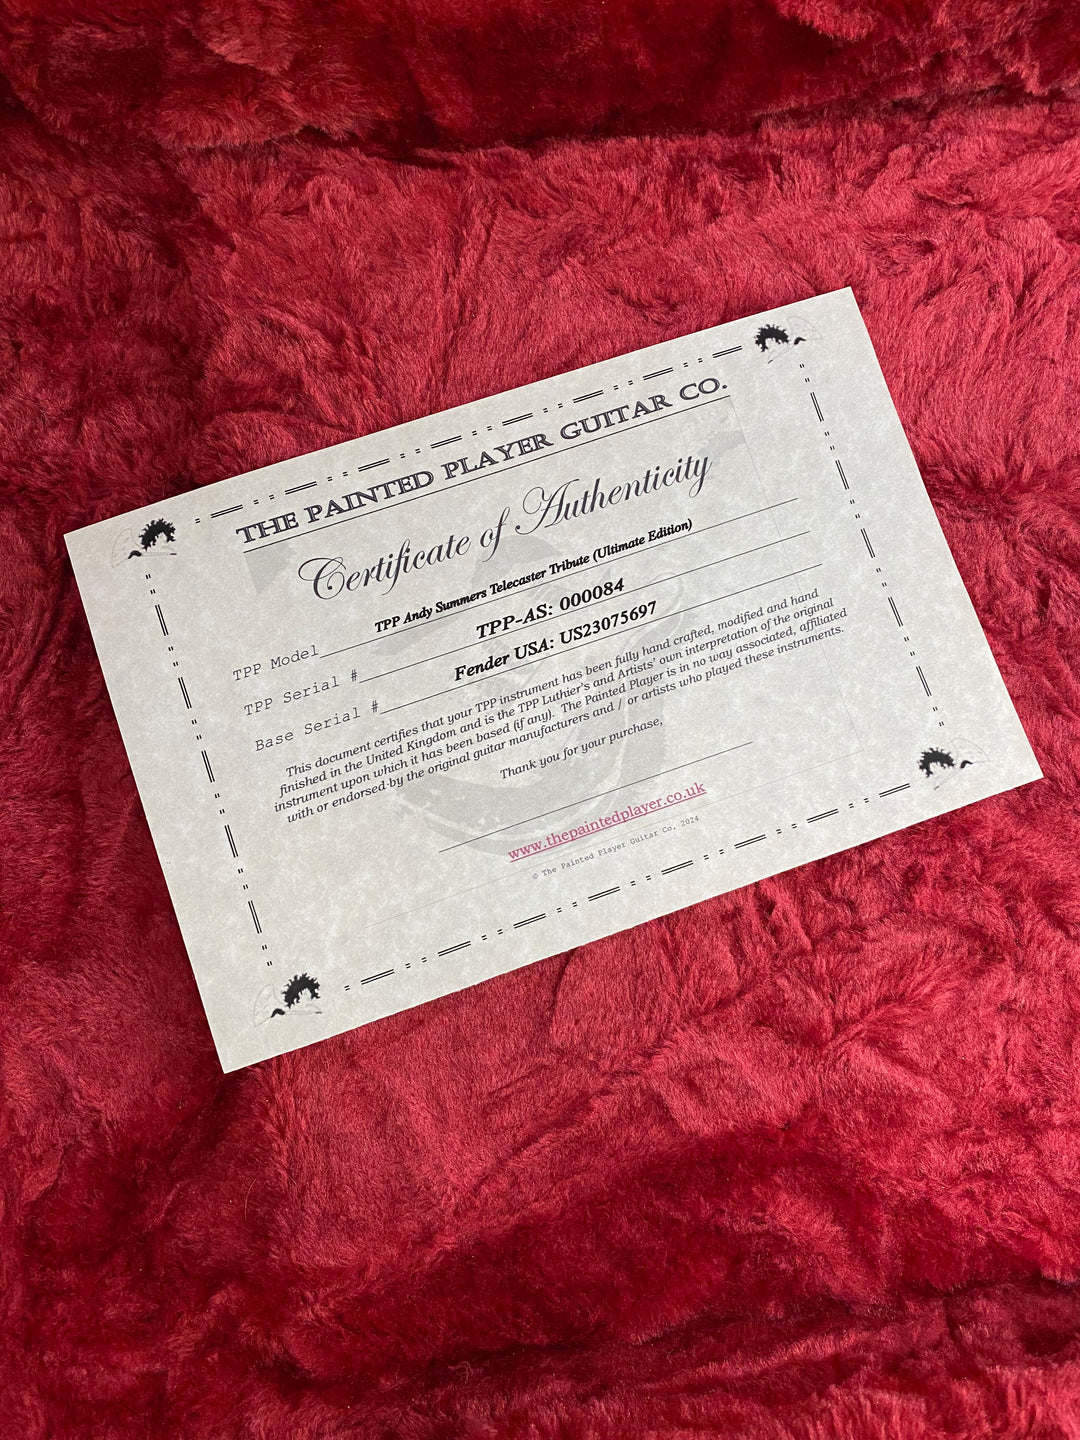 THE PAINTED PLAYER GUITAR CO.
Certificate of Authenticity
TPP Model TPP Andy Summers Telecaster Tribute (Ultimate Edition)
TPP Serial # TPP-AS: 000084
Base Serial # Fender USA: US23075697
This document certifies that your TPP instrument has been fully hand crafted, modified and hand
finished in the United Kingdom and is the TPP Luthier's and Artists' own interpretation of the original
instrument upon which it has been based (if any). The Painted Player is in no way associated, affiliated
with or endorsed by the original guitar manufacturers and / or artists who played these instruments.
Thank you for your purchase,
www.thepaintedplayer.co.uk
© The Painted Player Guitar Co. 2024